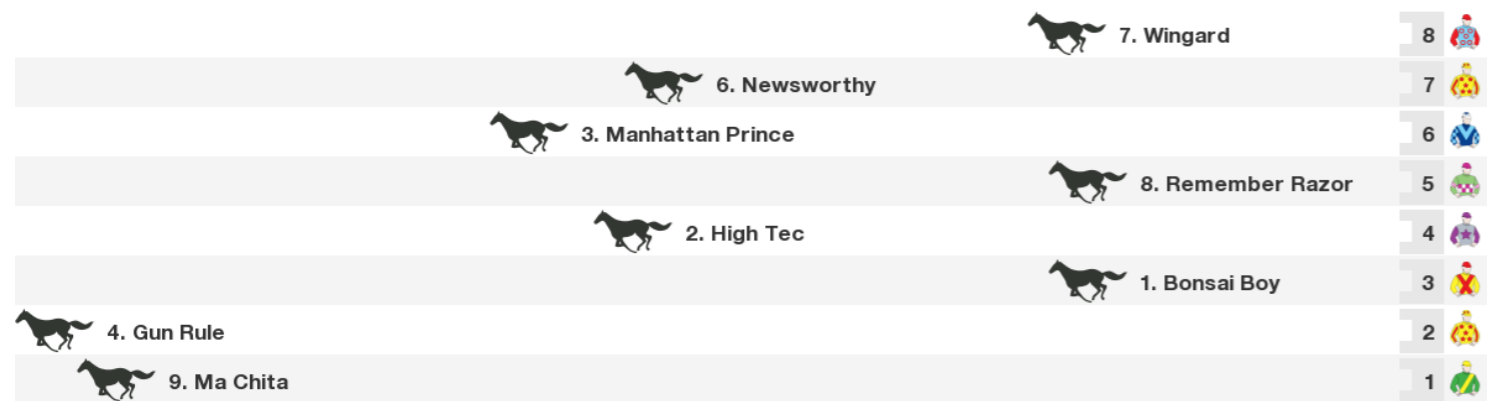 7. Wingard 8
6. Newsworthy 7
3. Manhattan Prince 6
8. Remember Razor 5
2. High Tec 4
1. Bonsai Boy 3
4. Gun Rule 2
9. Ma Chita 1